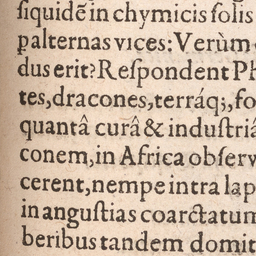 ſiquidẽ in chymicis ſolis
palternas vices: Verùm
dus erit? Reſpondent Ph
tes, dracones, terráq;, fo
quantâ curâ & induſtriâ
conem, in Africa obſerv
cerent, nempe intra lap
in anguſtias coarctatum
beribus tandem domit